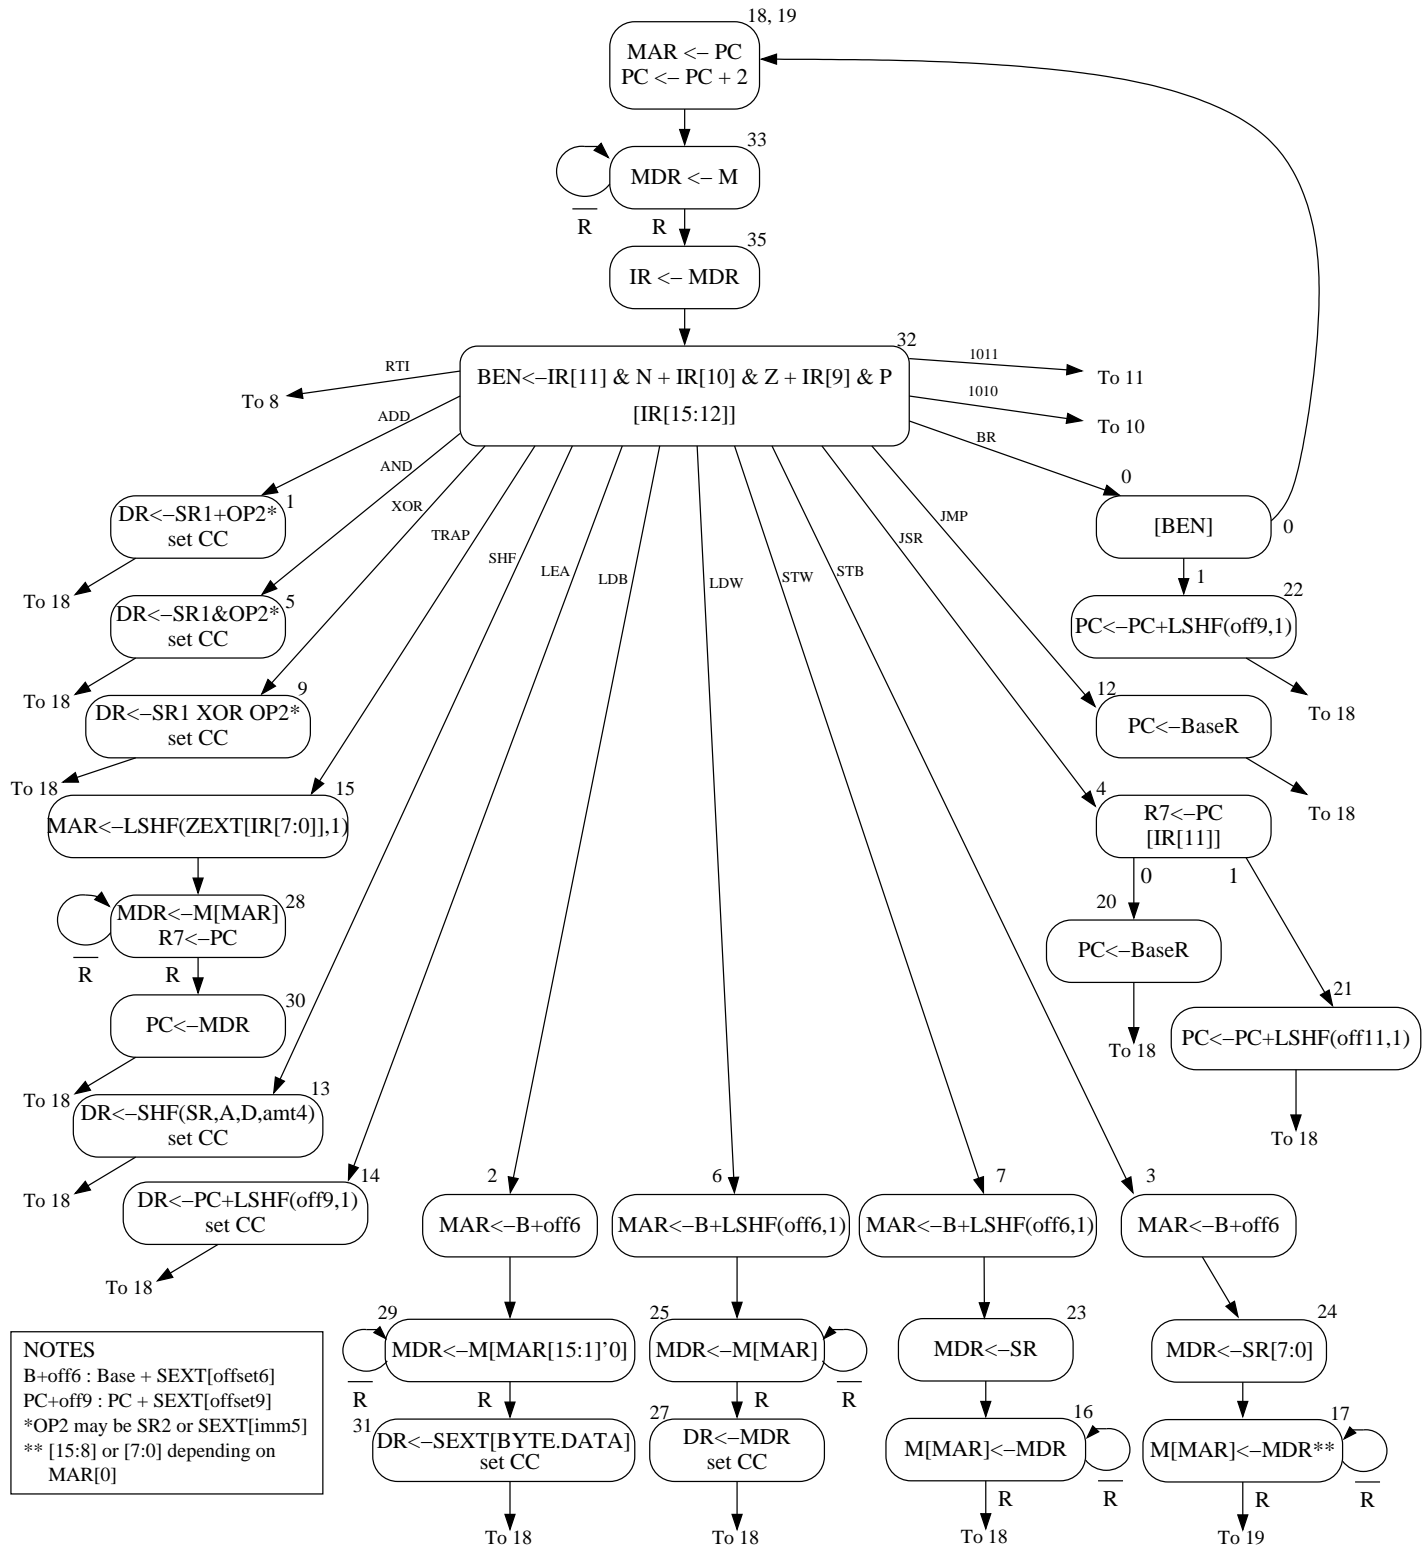 18, 19
MAR <– PC
PC <– PC + 2
33
MDR <– M
R
R
35
IR <– MDR
32
BEN<–IR[11] & N + IR[10] & Z + IR[9] & P
[IR[15:12]]
RTI
To 8
1011
To 11
1010
To 10
ADD
AND
XOR
TRAP
SHF
LEA
LDB
LDW
STW
STB
JSR
JMP
BR
1
DR<–SR1+OP2*
set CC
To 18
5
DR<–SR1&OP2*
set CC
To 18
9
DR<–SR1 XOR OP2*
set CC
To 18
15
MAR<–LSHF(ZEXT[IR[7:0]],1)
28
MDR<–M[MAR]
R7<–PC
R
R
30
PC<–MDR
To 18
13
DR<–SHF(SR,A,D,amt4)
set CC
To 18
14
DR<–PC+LSHF(off9,1)
set CC
To 18
0
[BEN]
0
1
22
PC<–PC+LSHF(off9,1)
To 18
12
PC<–BaseR
To 18
4
R7<–PC
[IR[11]]
0
1
20
PC<–BaseR
To 18
21
PC<–PC+LSHF(off11,1)
To 18
2
MAR<–B+off6
29
MDR<–M[MAR[15:1]’0]
R
R
31
DR<–SEXT[BYTE.DATA]
set CC
To 18
6
MAR<–B+LSHF(off6,1)
25
MDR<–M[MAR]
R
R
27
DR<–MDR
set CC
To 18
7
MAR<–B+LSHF(off6,1)
23
MDR<–SR
16
M[MAR]<–MDR
R
R
To 18
3
MAR<–B+off6
24
MDR<–SR[7:0]
17
M[MAR]<–MDR**
R
R
To 19
NOTES
B+off6 : Base + SEXT[offset6]
PC+off9 : PC + SEXT[offset9]
*OP2 may be SR2 or SEXT[imm5]
** [15:8] or [7:0] depending on
MAR[0]